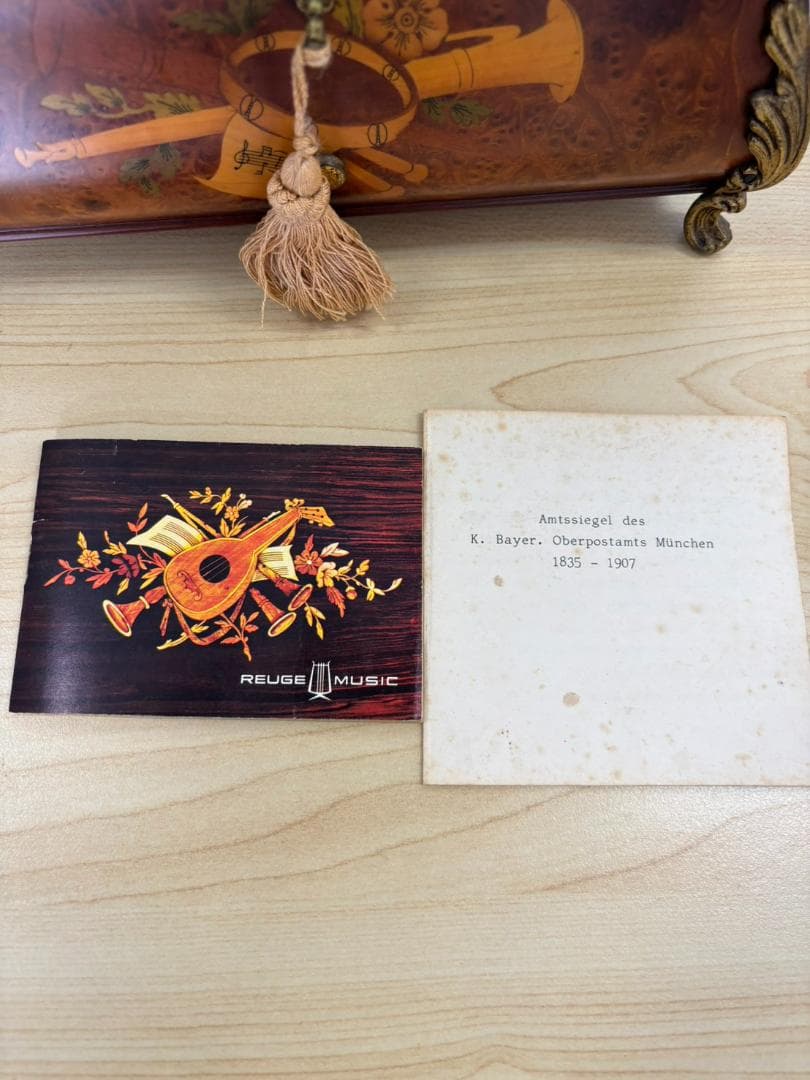 REUGE MUSIC
Amtssiegel des
K. Bayer. Oberpostamts München
1835 - 1907